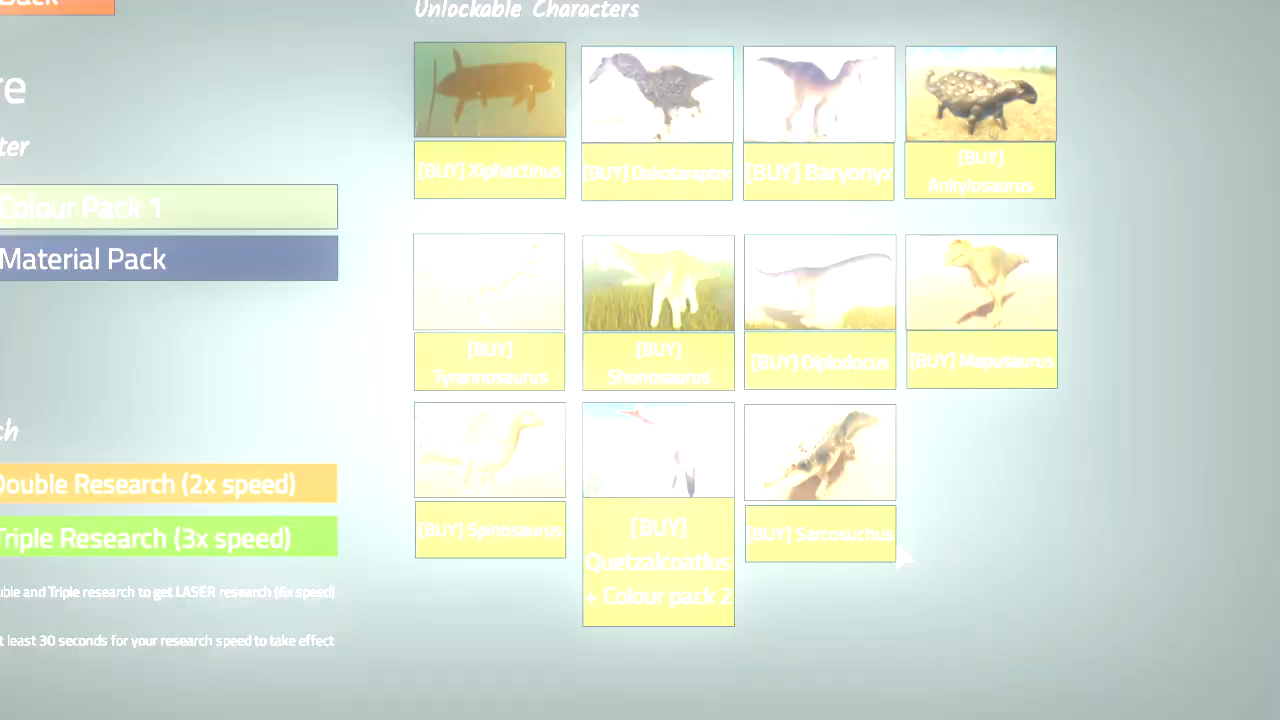 Back
Unlockable Characters
re
ter
Colour Pack 1
Material Pack
ch
Double Research (2x speed)
Triple Research (3x speed)
uble and Triple research to get LASER research (6x speed)
t least 30 seconds for your research speed to take effect
[BUY] Xiphactinus
[BUY] Dakotaraptor
[BUY] Baryonyx
[BUY]
Ankylosaurus
[BUY]
Tyrannosaurus
[BUY]
Shunosaurus
[BUY] Diplodocus
[BUY] Mapusaurus
[BUY] Spinosaurus
[BUY]
Quetzalcoatlus
+ Colour pack 2
[BUY] Sarcosuchus